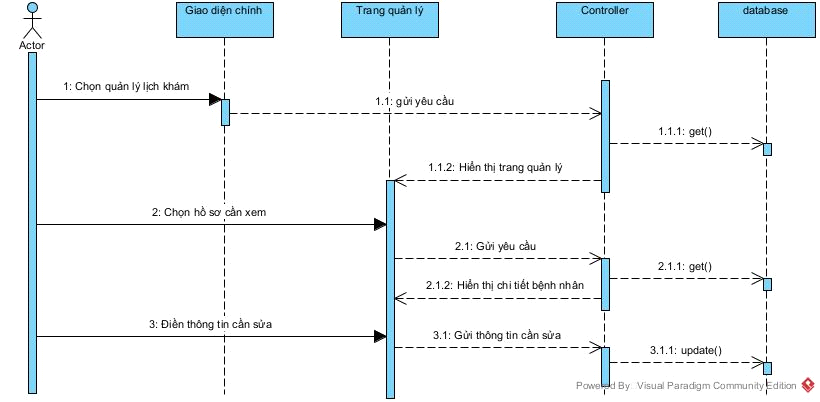 Giao diện chính
Trang quản lý
Controller
database
Actor
1: Chọn quản lý lịch khám
1.1: gửi yêu cầu
1.1.1: get()
1.1.2: Hiển thị trang quản lý
2: Chọn hồ sơ cần xem
2.1: Gửi yêu cầu
2.1.1: get()
2.1.2: Hiển thị chi tiết bệnh nhân
3: Điền thông tin cần sửa
3.1: Gửi thông tin cần sửa
3.1.1: update()
Powered By Visual Paradigm Community Edition